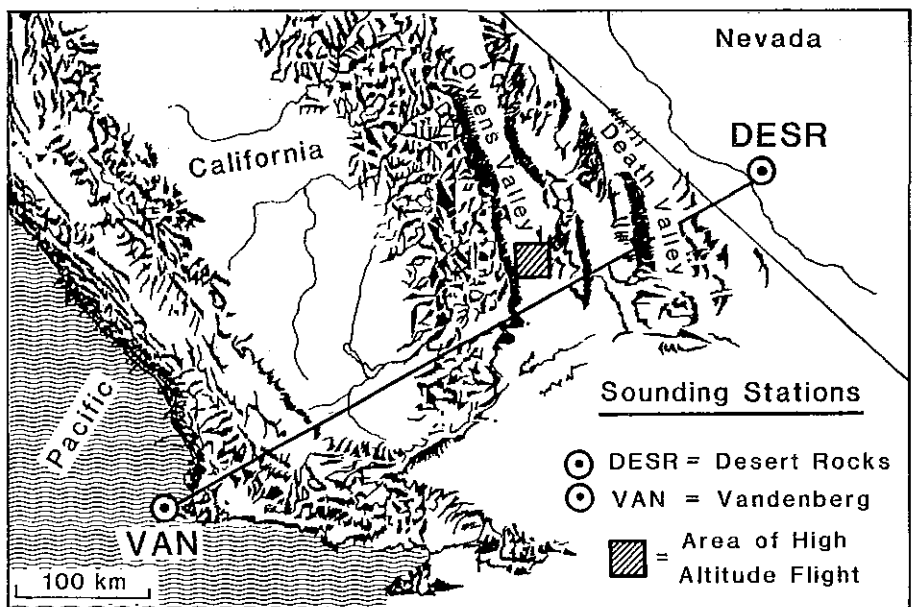 Nevada
DESR
Owens Valley
Death Valley
California
Pacific
VAN
Sounding Stations
DESR = Desert Rocks
VAN = Vandenberg
= Area of High
Altitude Flight
100 km